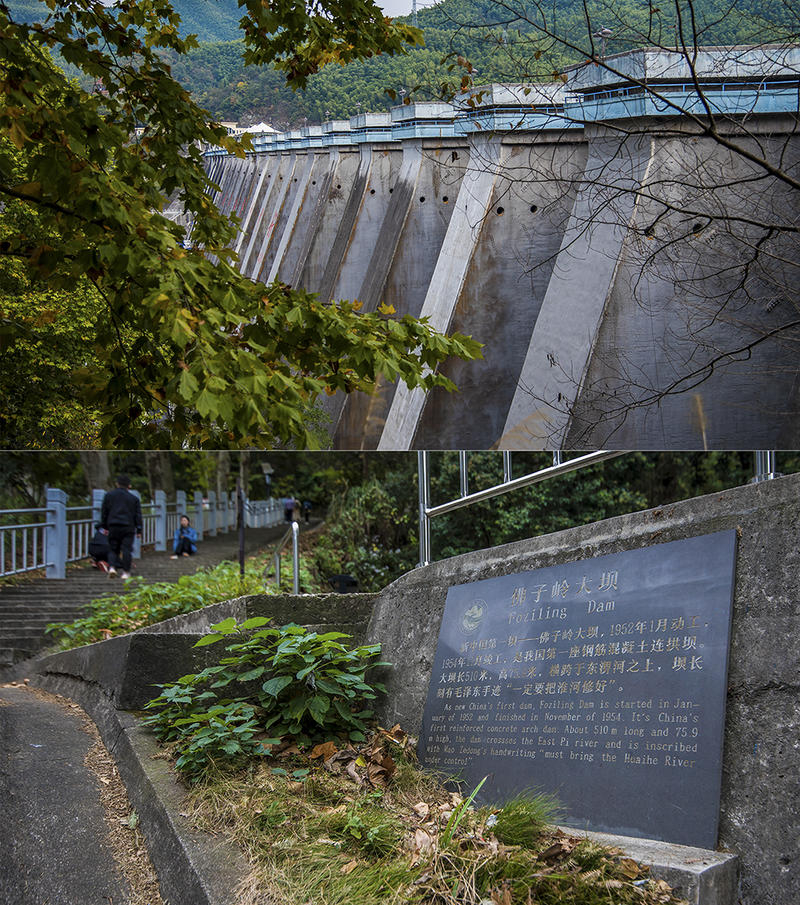 佛子岭大坝
Foziling Dam
新中国第一坝——佛子岭大坝，1952年1月动工，
1954年 月竣工，是我国第一座钢筋混凝土连拱坝。
大坝长510米，高 米，横跨于东淠河之上，坝长
刻有毛泽东手迹“一定要把淮河修好”。
As new China's first dam, Foziling Dam is started in Jan-
uary of 1952 and finished in November of 1954. It's China's
first reinforced concrete arch dam. About 510 m long and 75.9
m high, the dam crosses the East Pi river and is inscribed
with Mao Zedong's handwriting "must bring the Huaihe River
under control".